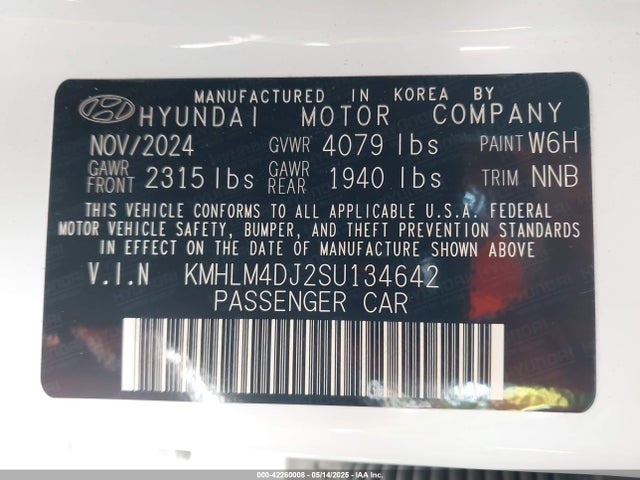 MANUFACTURED IN KOREA BY
HYUNDAI MOTOR COMPANY
NOV/2024 GVWR 4079 lbs PAINT W6H
GAWR FRONT 2315 lbs GAWR REAR 1940 lbs TRIM NNB
THIS VEHICLE CONFORMS TO ALL APPLICABLE U.S.A. FEDERAL
MOTOR VEHICLE SAFETY, BUMPER, AND THEFT PREVENTION STANDARDS
IN EFFECT ON THE DATE OF MANUFACTURE SHOWN ABOVE
V.I.N KMHLM4DJ2SU134642
PASSENGER CAR
000-42260008 - 05/14/2025 - IAA Inc.